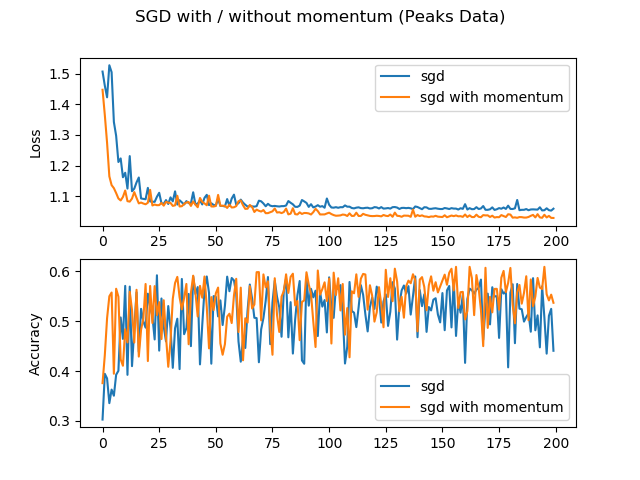 SGD with / without momentum (Peaks Data)
1.5
1.4
1.3
1.2
1.1
Loss
sgd
sgd with momentum
0 25 50 75 100 125 150 175 200
0.6
0.5
0.4
0.3
Accuracy
sgd
sgd with momentum
0 25 50 75 100 125 150 175 200